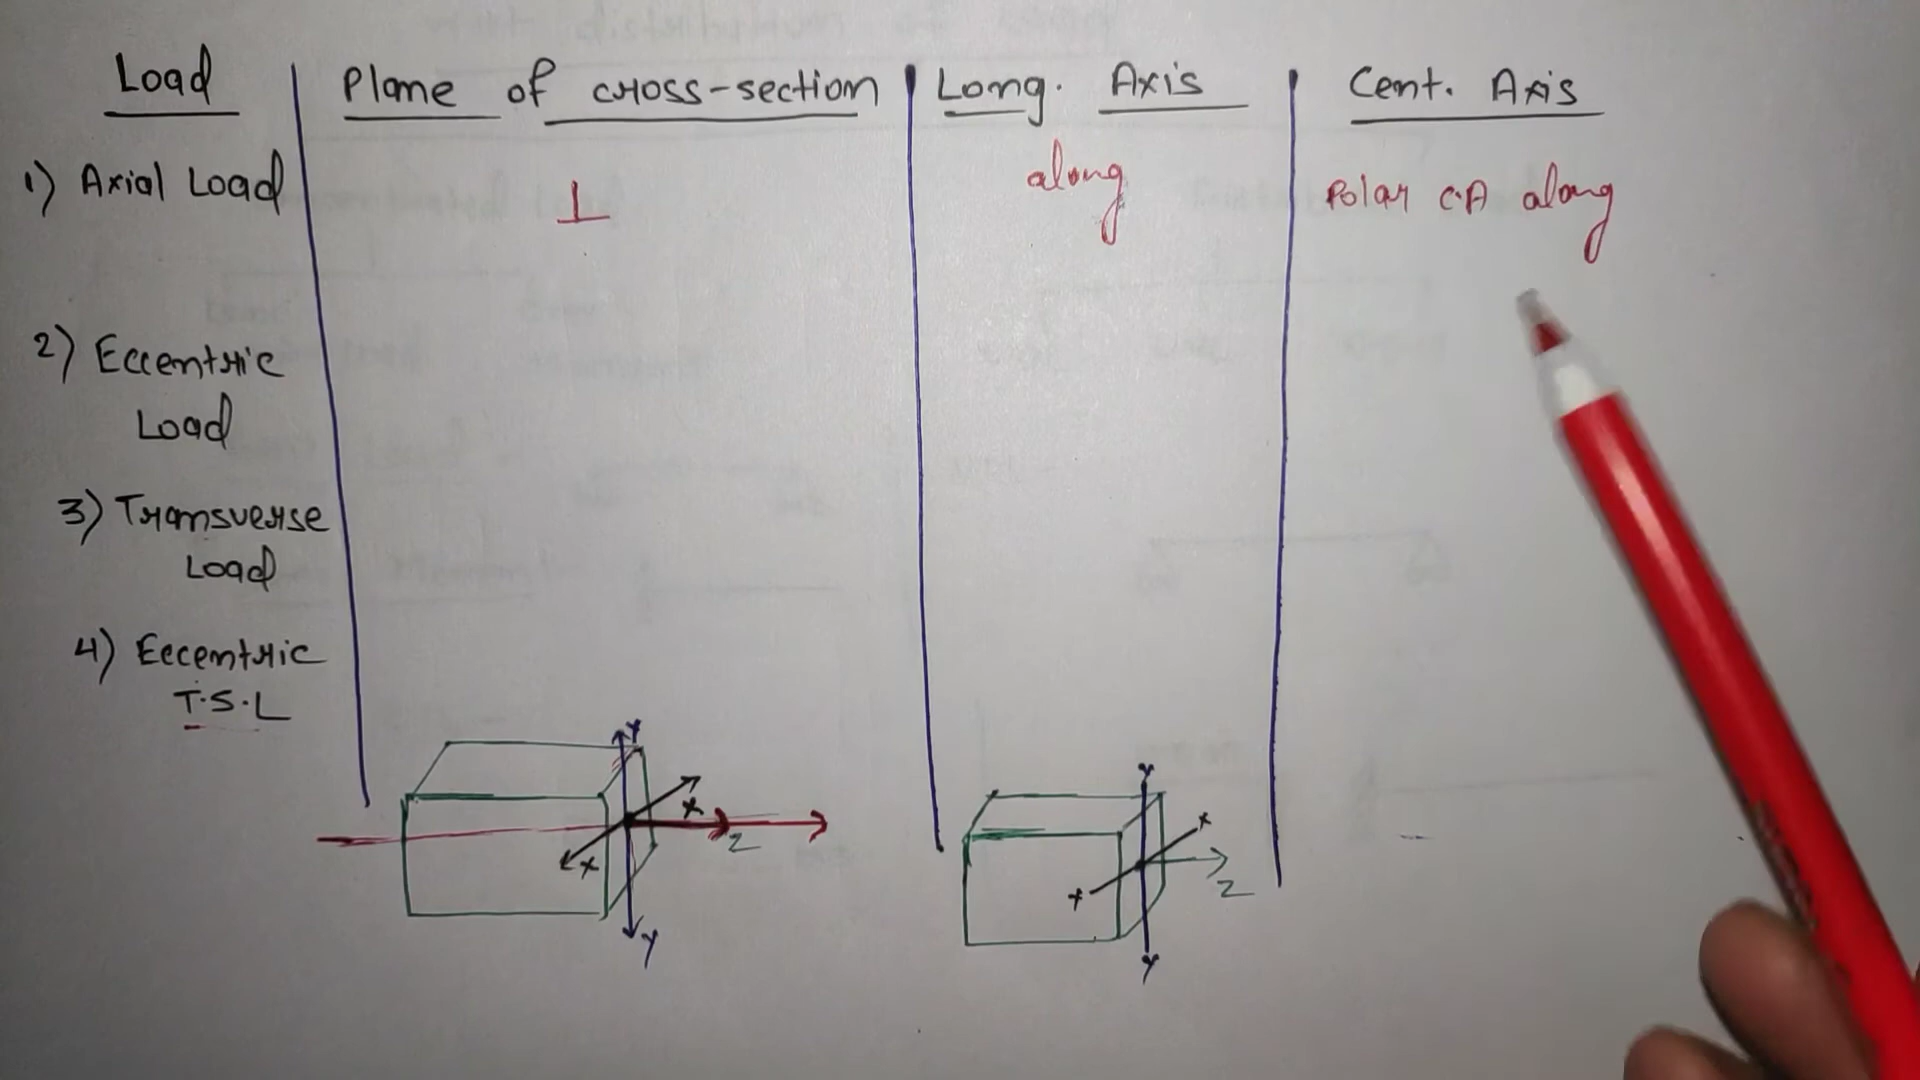 Load Plane of cross-section Long. Axis Cent. Axis
1) Axial Load ⊥ along Polar C.A along
2) Eccentric
Load
3) Transverse
Load
4) Eccentric
T.S.L
Y
X
Z
X
Y
Y
X
Z
X
Y